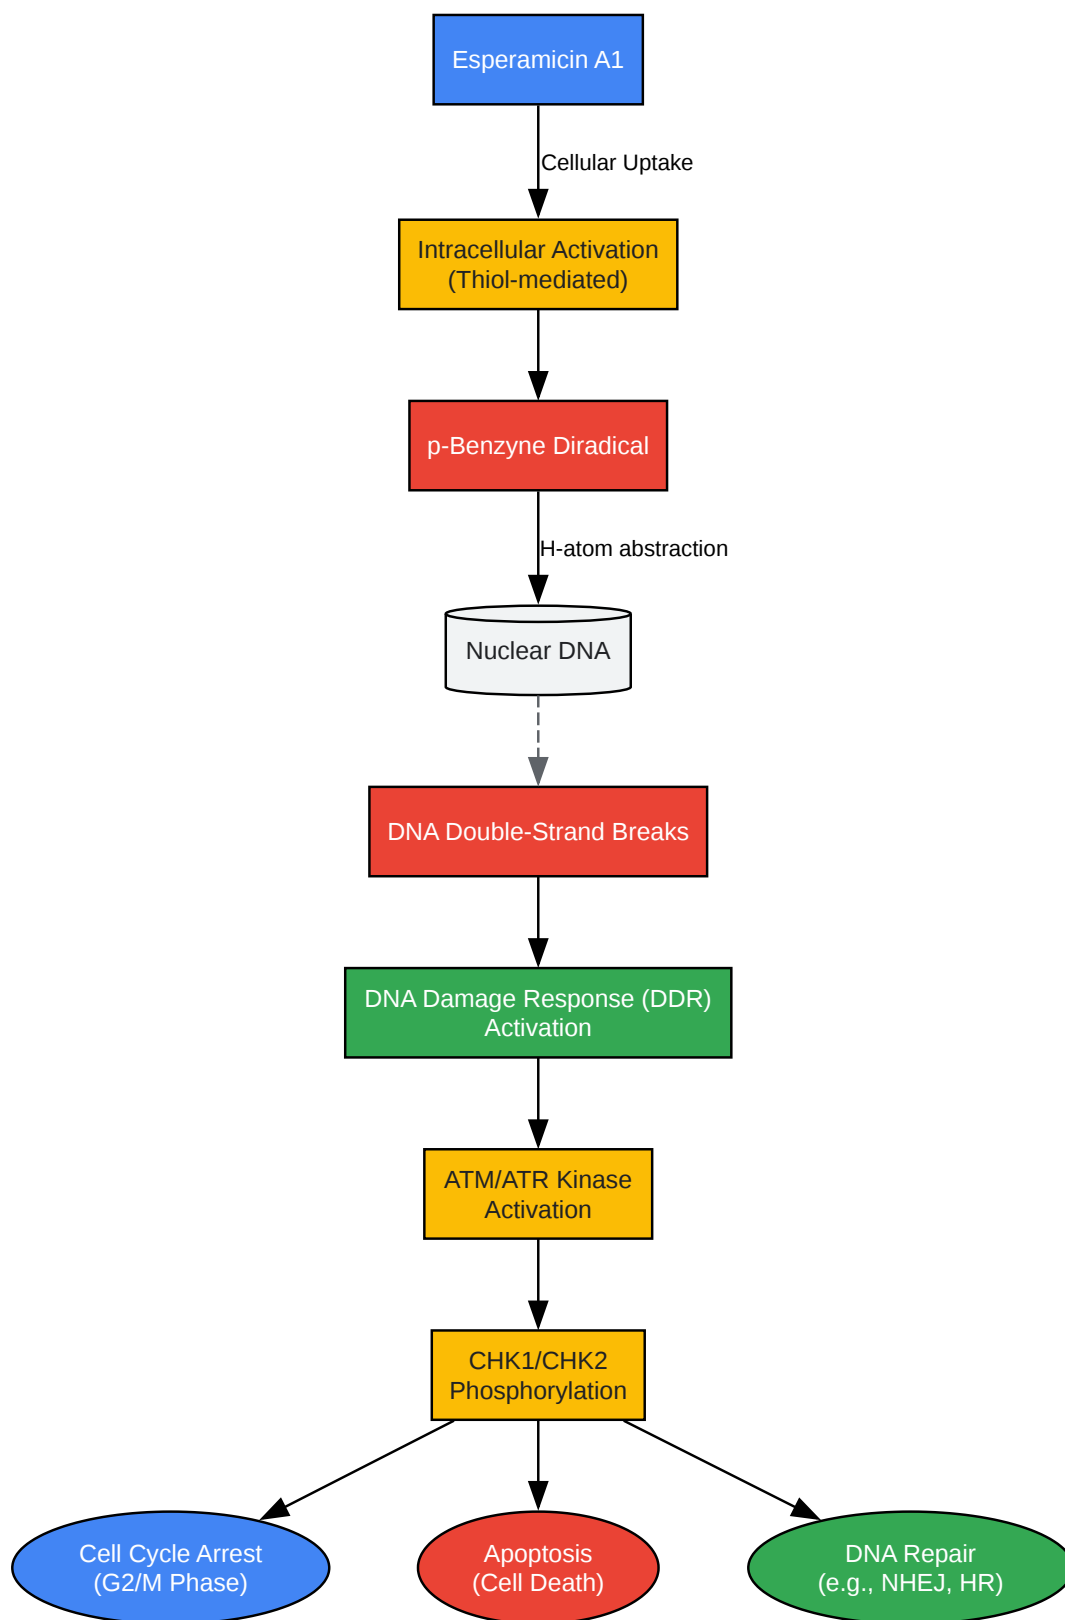 Esperamicin A1
Cellular Uptake
Intracellular Activation
(Thiol-mediated)
p-Benzyne Diradical
H-atom abstraction
Nuclear DNA
DNA Double-Strand Breaks
DNA Damage Response (DDR)
Activation
ATM/ATR Kinase
Activation
CHK1/CHK2
Phosphorylation
Cell Cycle Arrest
(G2/M Phase)
Apoptosis
(Cell Death)
DNA Repair
(e.g., NHEJ, HR)